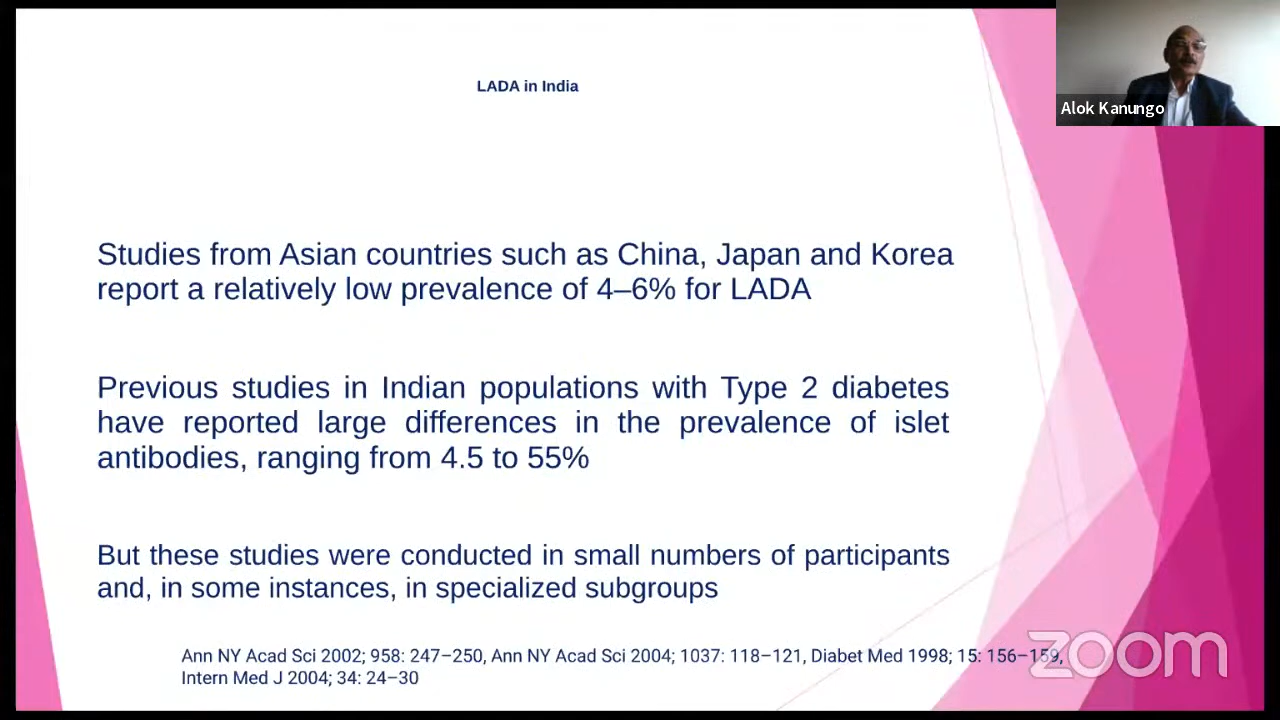 LADA in India
Alok Kanungo
Studies from Asian countries such as China, Japan and Korea
report a relatively low prevalence of 4–6% for LADA
Previous studies in Indian populations with Type 2 diabetes
have reported large differences in the prevalence of islet
antibodies, ranging from 4.5 to 55%
But these studies were conducted in small numbers of participants
and, in some instances, in specialized subgroups
Ann NY Acad Sci 2002; 958: 247–250, Ann NY Acad Sci 2004; 1037: 118–121, Diabet Med 1998; 15: 156–159,
Intern Med J 2004; 34: 24–30
zoom